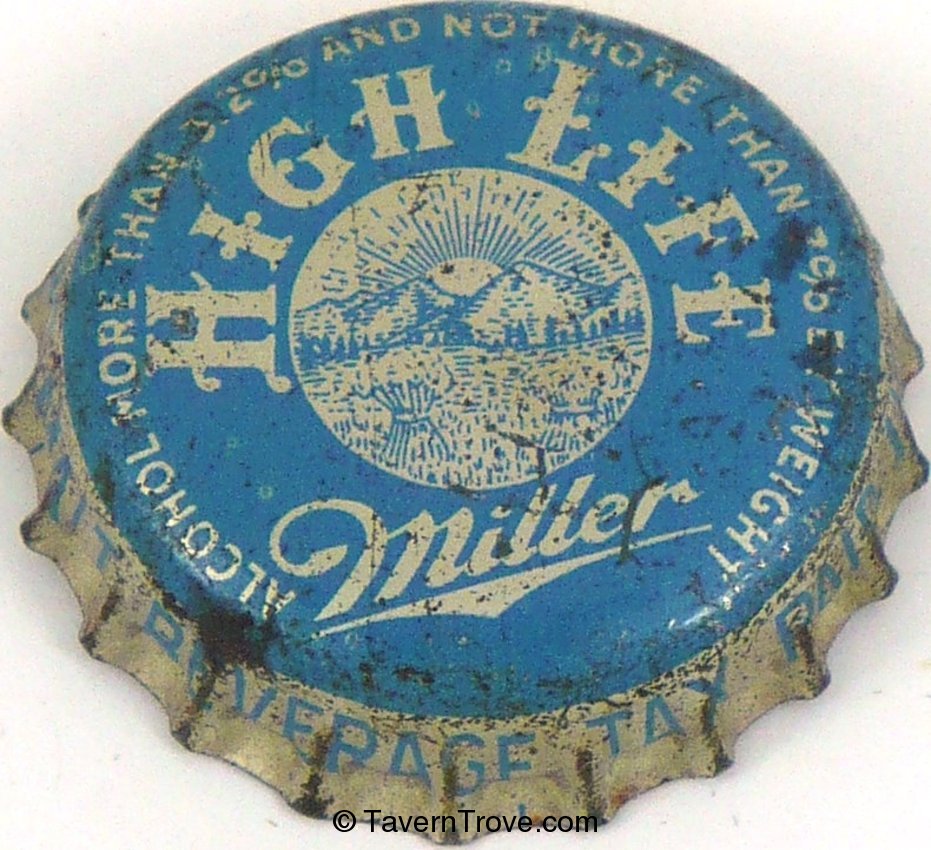 ALCOHOL MORE THAN 3.2% AND NOT MORE THAN 7% BY WEIGHT
HIGH LIFE
Miller
BEVERAGE TAX PAID
© TavernTrove.com